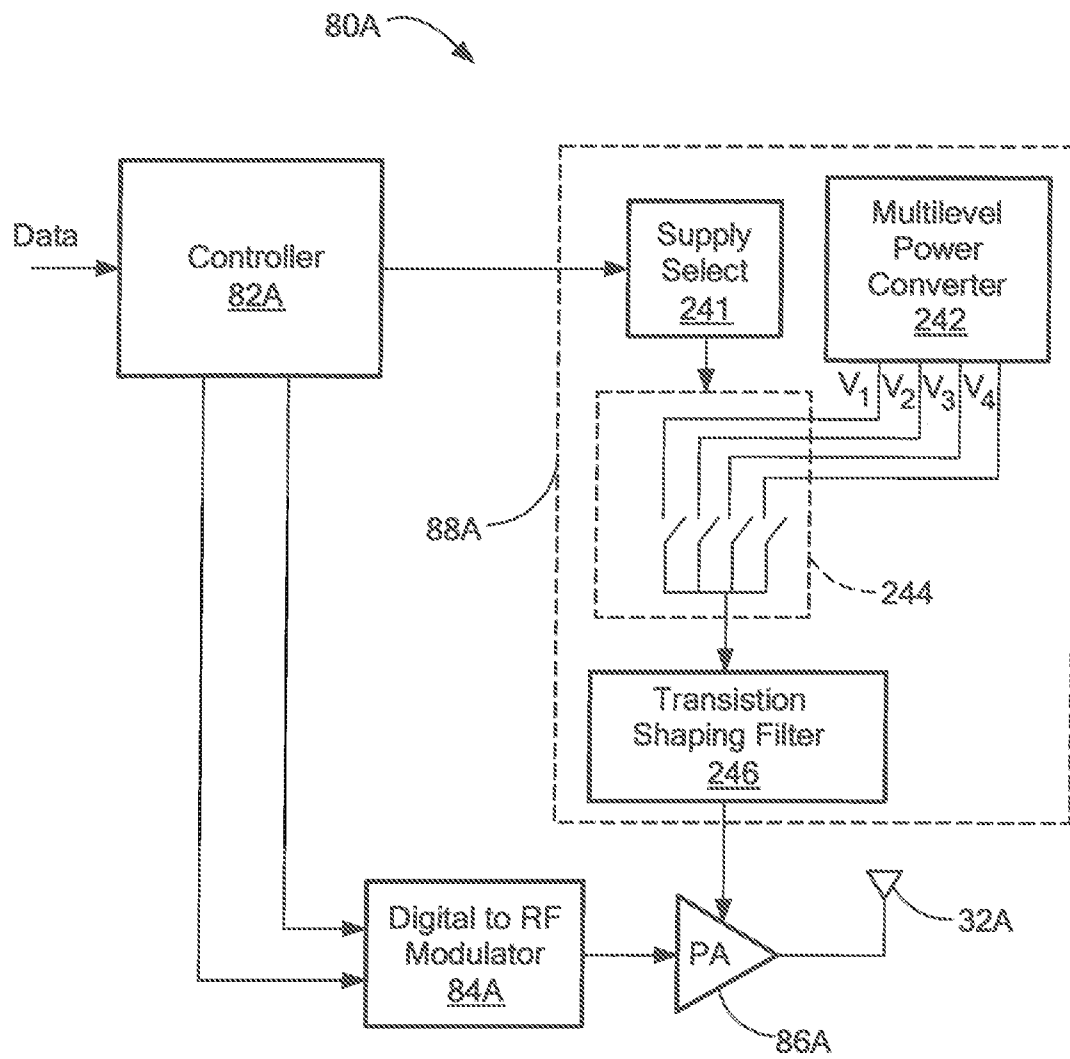 80A
Data
Controller
82A
Supply
Select
241
Multilevel
Power
Converter
242
V1 V2 V3 V4
88A
244
Transistion
Shaping Filter
246
Digital to RF
Modulator
84A
PA
32A
86A